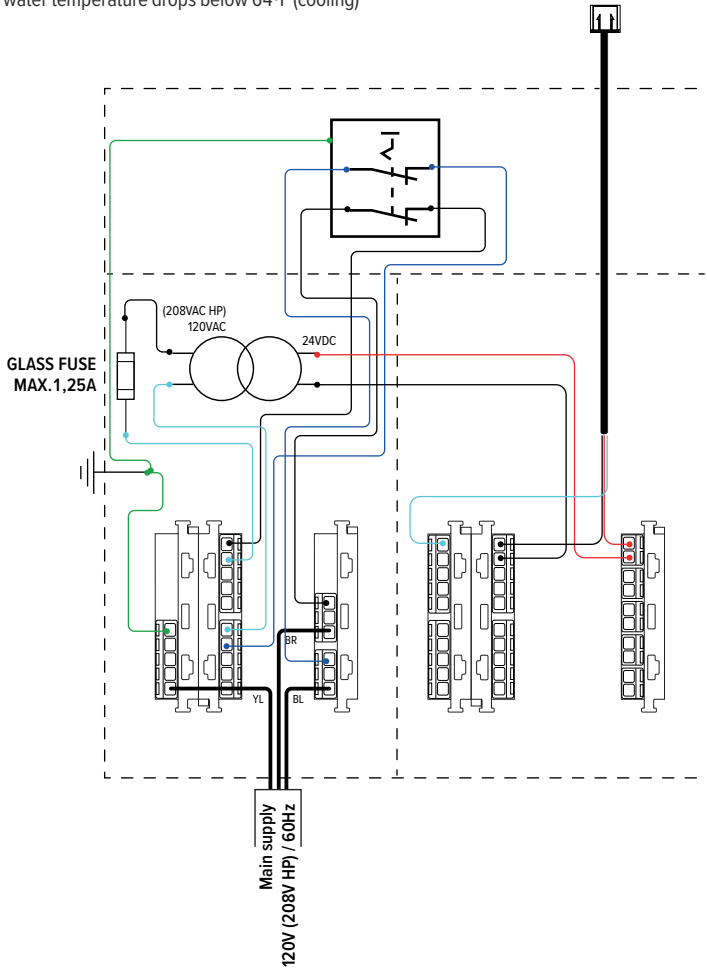 water temperature drops below 64°F (cooling)
(208VAC HP)
120VAC
24VDC
GLASS FUSE
MAX.1,25A
BR
YL
BL
Main supply
120V (208V HP) / 60Hz